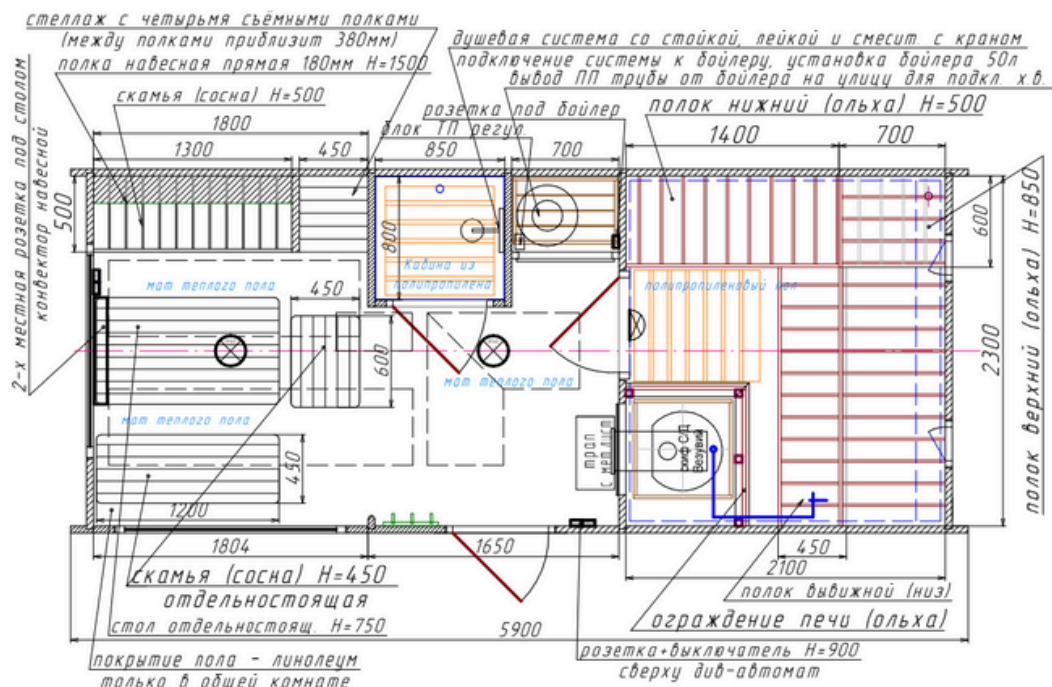 стеллаж с четырьмя съёмными полками
(между полками приблизит 380мм)
полка навесная прямая 180мм Н=1500
скамья (сосна) Н=500
душевая система со стойкой, лейкой и смесит. с краном
подключение системы к бойлеру, установка бойлера 50л
вывод ПП трубы от бойлера на улицу для подкл. х.в.
розетка под бойлер
блок ТП регул.
полок нижний (ольха) Н=500
1800
1300
450
850
700
1400
700
2-х местная розетка под столом
конвектор навесной
500
800
600
Кабина из
полипропилена
мат теплого пола
450
600
полипропиленовый пол
мат теплого пола
мат теплого пола
2300
полок верхний (ольха) Н=850
трап
с мет.лист
скиф С/Д
Везувий
450
1200
1804
1650
450
2100
скамья (сосна) Н=450
отдельностоящая
полок вывижной (низ)
стол отдельностоящ. Н=750
ограждение печи (ольха)
5900
покрытие пола - линолеум
только в общей комнате
розетка+выключатель Н=900
сверху див-автомат